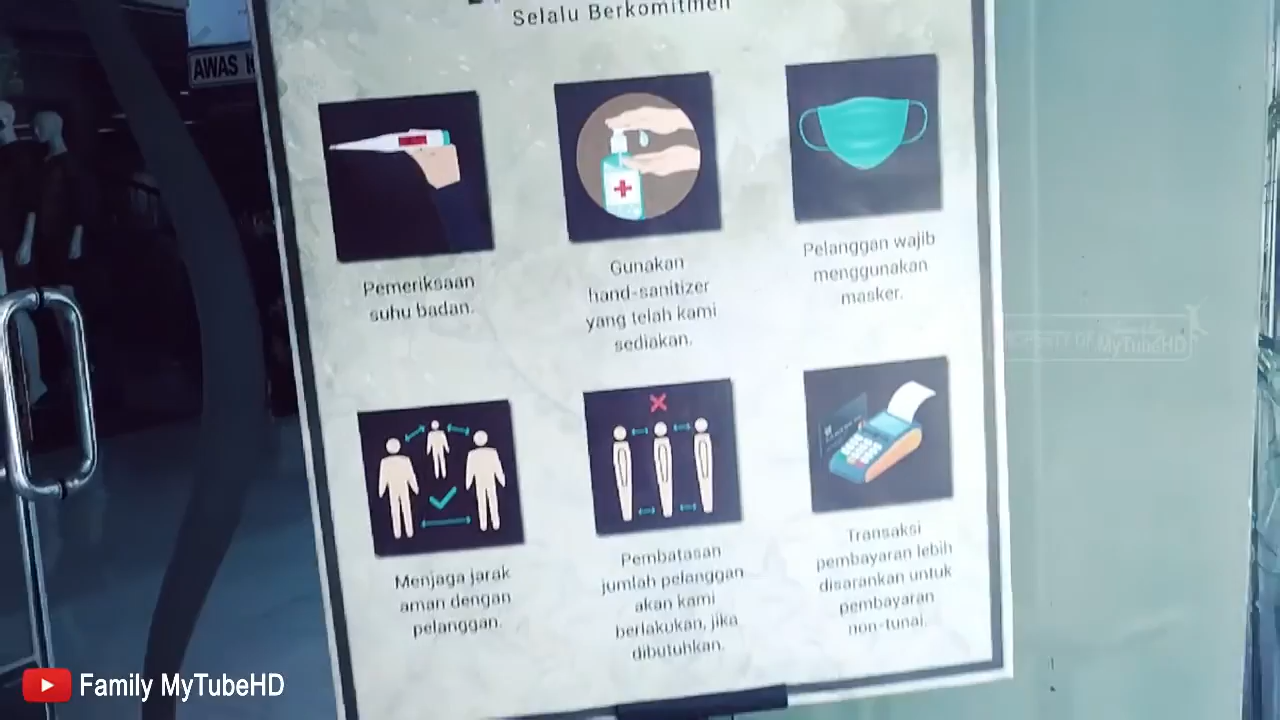 Selalu Berkomitmen
AWAS
Pemeriksaan
suhu badan.
Gunakan
hand-sanitizer
yang telah kami
sediakan.
Pelanggan wajib
menggunakan
masker.
Menjaga jarak
aman dengan
pelanggan.
Pembatasan
jumlah pelanggan
akan kami
berlakukan, jika
dibutuhkan.
Transaksi
pembayaran lebih
disarankan untuk
pembayaran
non-tunai.
MyTubeHD
Family MyTubeHD